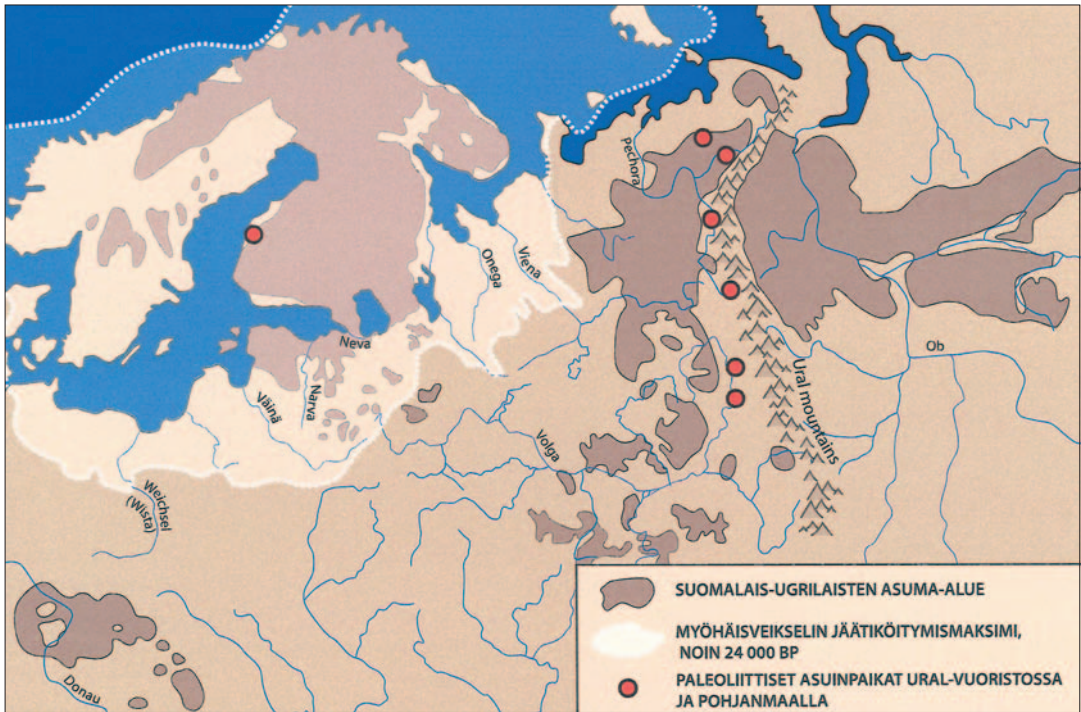 Pechora
Onega
Viena
Neva
Narva
Väinä
Volga
Ob
Ural mountains
Weichsel
(Wista)
Donau
SUOMALAIS-UGRILAISTEN ASUMA-ALUE
MYÖHÄISVEIKSELIN JÄÄTIKÖITYMISMAKSIMI,
NOIN 24 000 BP
PALEOLIITTISET ASUINPAIKAT URAL-VUORISTOSSA
JA POHJANMAALLA